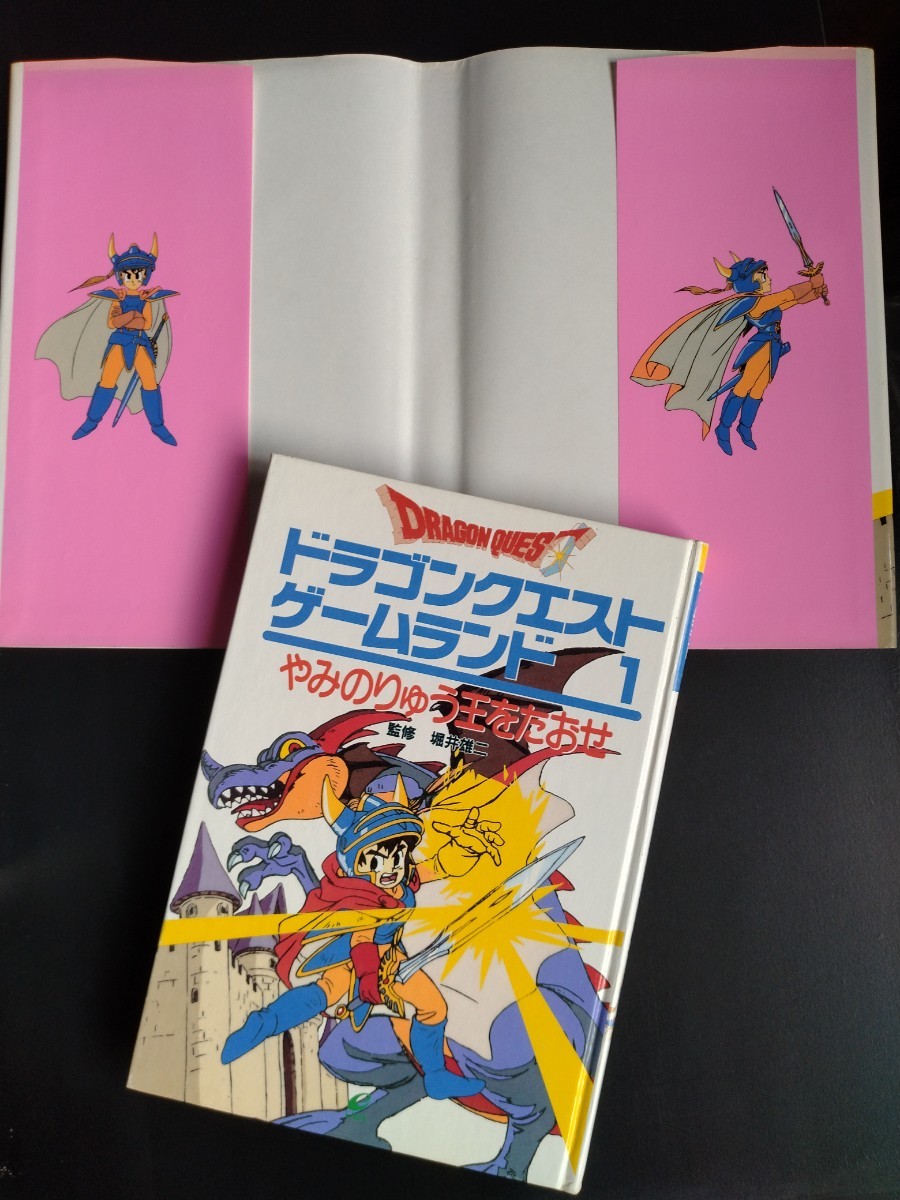 DRAGON QUEST
ドラゴンクエスト
ゲームランド 1
やみのりゅう王をたおせ
監修 堀井雄二